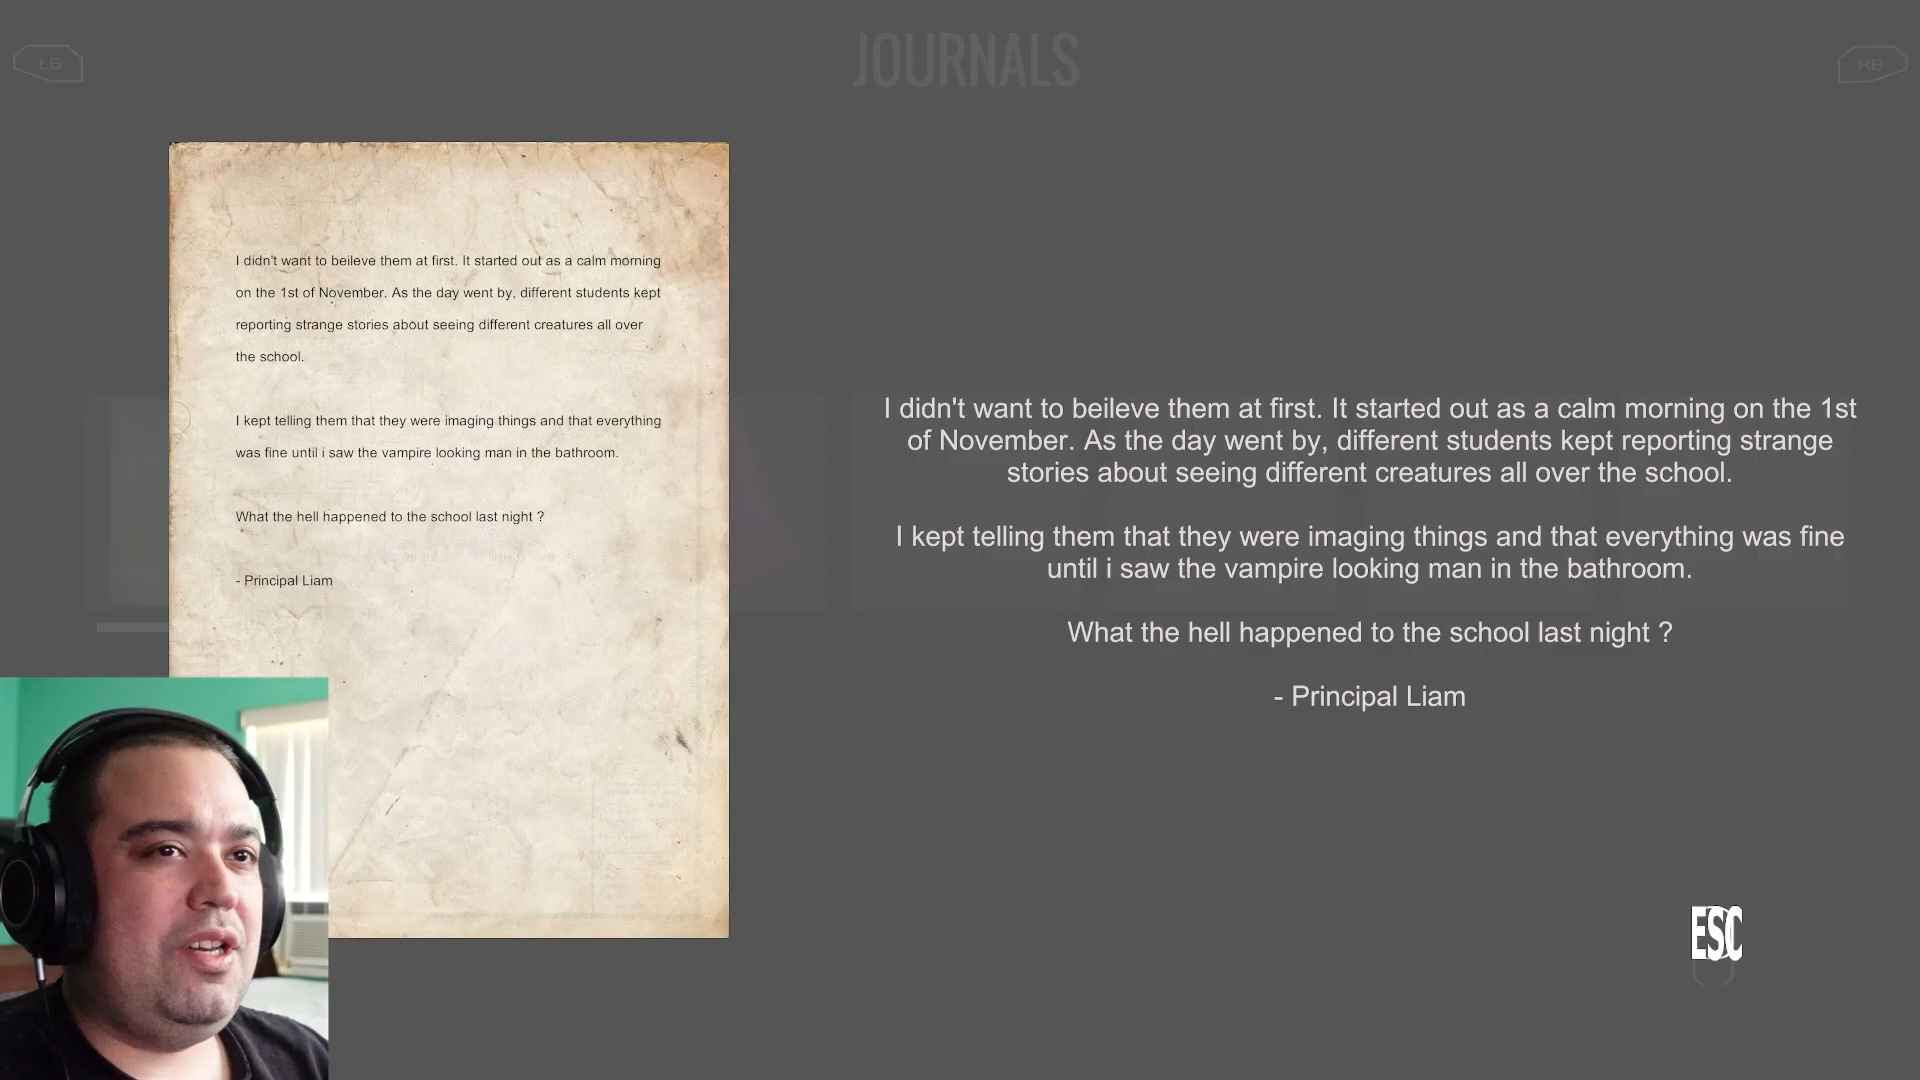 LB
JOURNALS
RB
I didn't want to beileve them at first. It started out as a calm morning
on the 1st of November. As the day went by, different students kept
reporting strange stories about seeing different creatures all over
the school.
I kept telling them that they were imaging things and that everything
was fine until i saw the vampire looking man in the bathroom.
What the hell happened to the school last night ?
- Principal Liam
I didn't want to beileve them at first. It started out as a calm morning on the 1st
of November. As the day went by, different students kept reporting strange
stories about seeing different creatures all over the school.
I kept telling them that they were imaging things and that everything was fine
until i saw the vampire looking man in the bathroom.
What the hell happened to the school last night ?
- Principal Liam
ESC